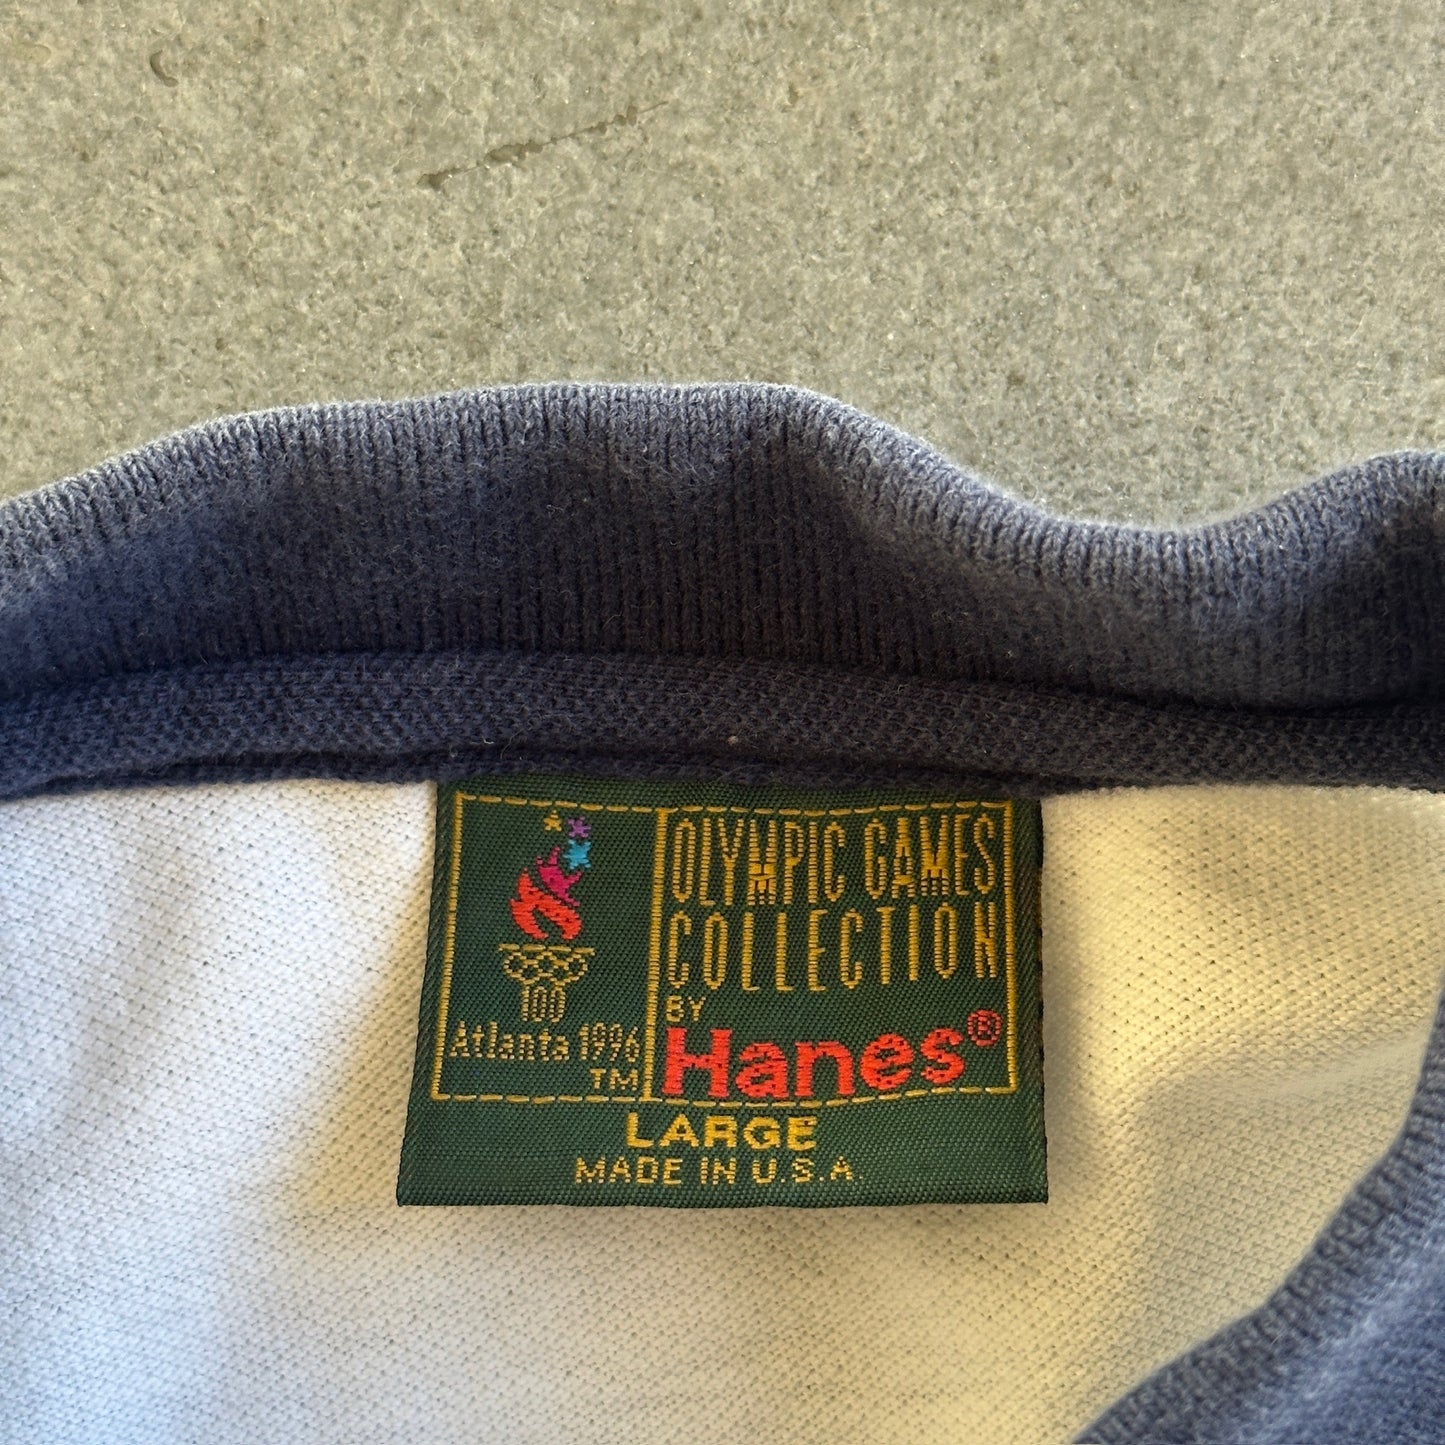 100
Atlanta 1996
TM
OLYMPIC GAMES
COLLECTION
BY
Hanes®
LARGE
MADE IN U.S.A.